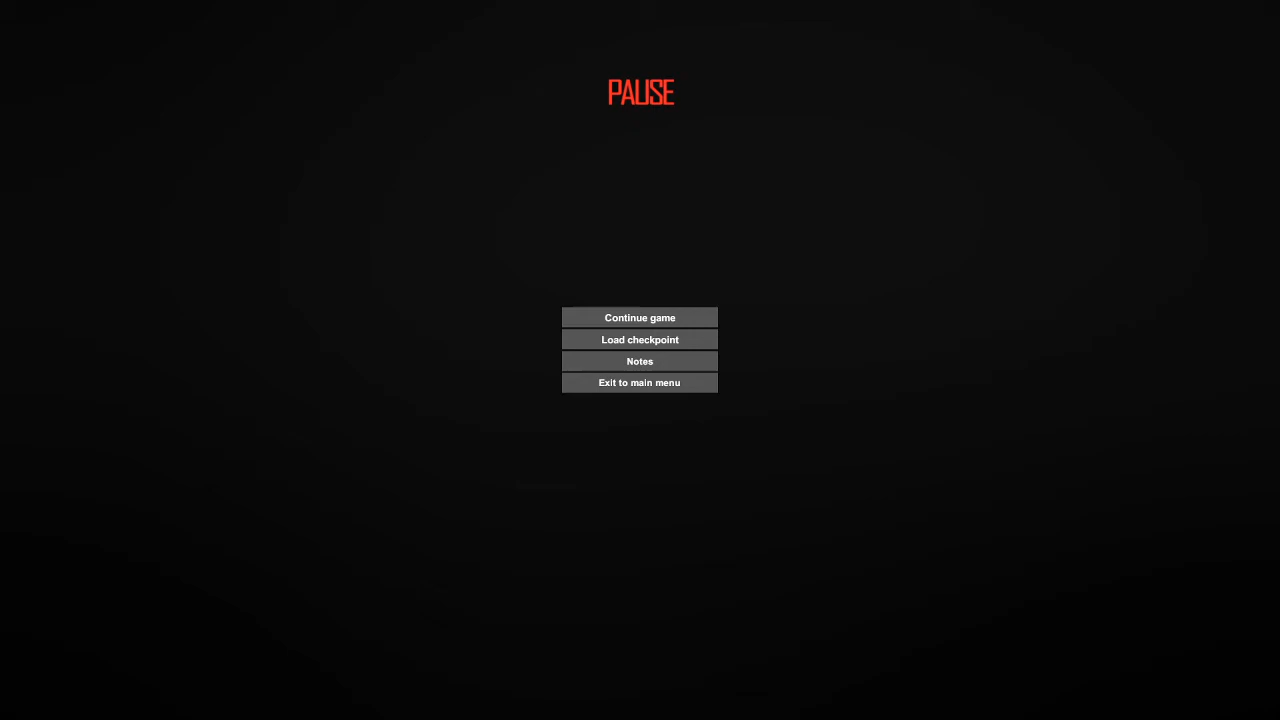 PAUSE
Continue game
Load checkpoint
Notes
Exit to main menu